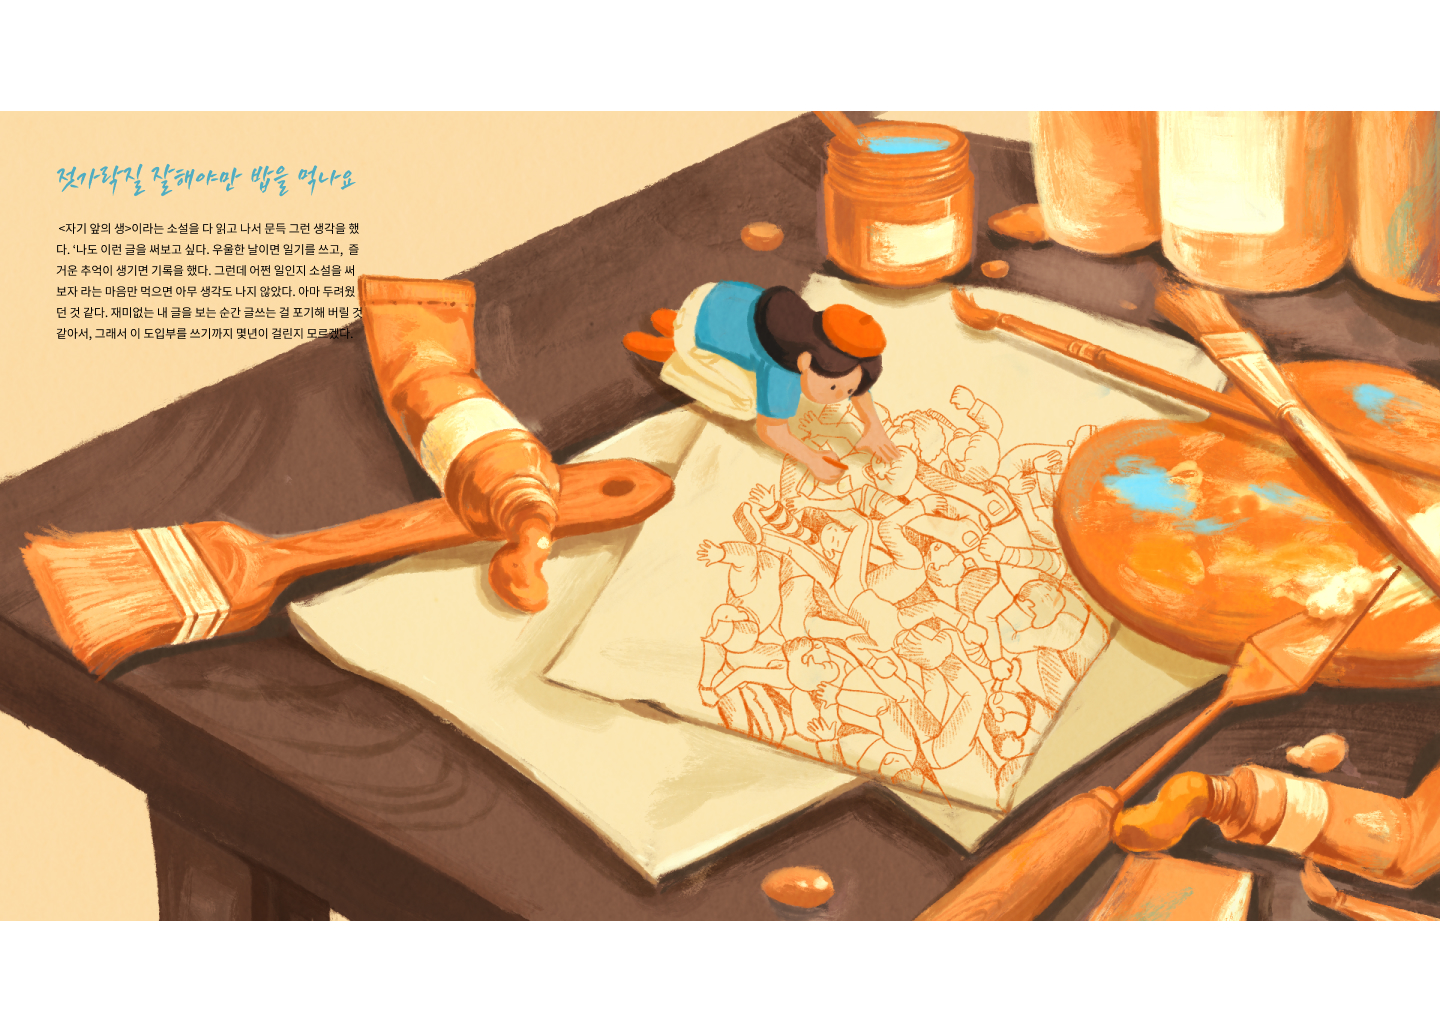 젓가락질 잘해야만 밥을 먹나요
<자기 앞의 생>이라는 소설을 다 읽고 나서 문득 그런 생각을 했
다. ‘나도 이런 글을 써보고 싶다. 우울한 날이면 일기를 쓰고, 즐
거운 추억이 생기면 기록을 했다. 그런데 어쩐 일인지 소설을 써
보자 라는 마음만 먹으면 아무 생각도 나지 않았다. 아마 두려웠
던 것 같다. 재미없는 내 글을 보는 순간 글쓰는 걸 포기해 버릴 것
같아서, 그래서 이 도입부를 쓰기까지 몇년이 걸린지 모르겠다.